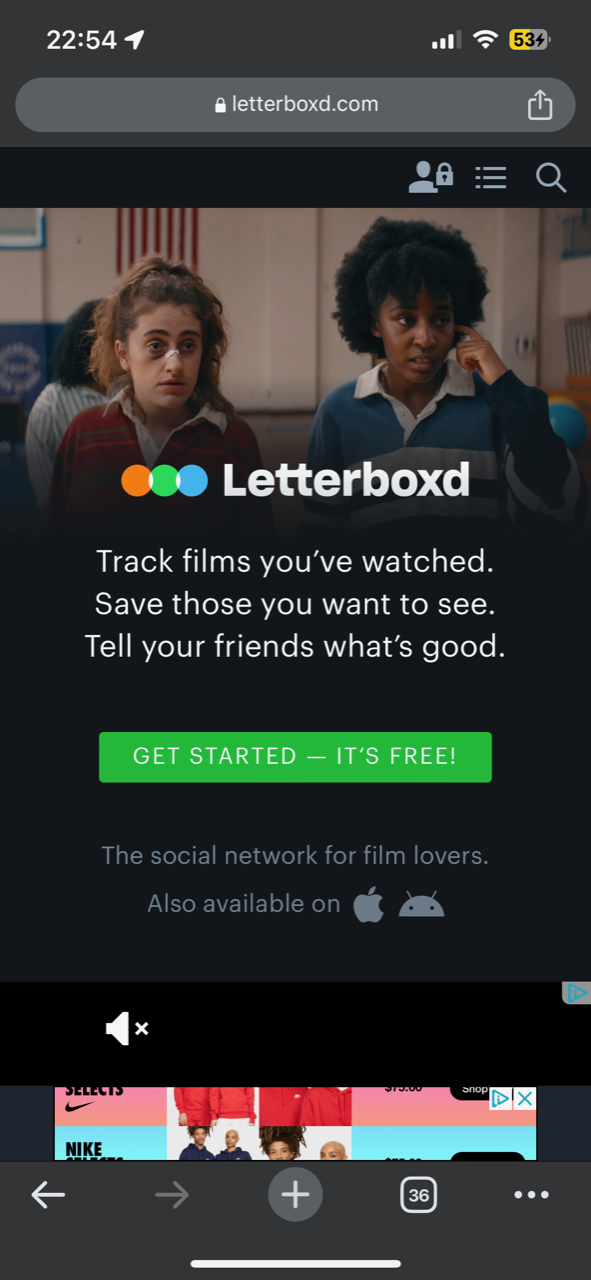 22:54
53
letterboxd.com
Letterboxd
Track films you’ve watched.
Save those you want to see.
Tell your friends what’s good.
GET STARTED — IT’S FREE!
The social network for film lovers.
Also available on
SELECTS
$75.00
Shop
NIKE
SELECTS
36